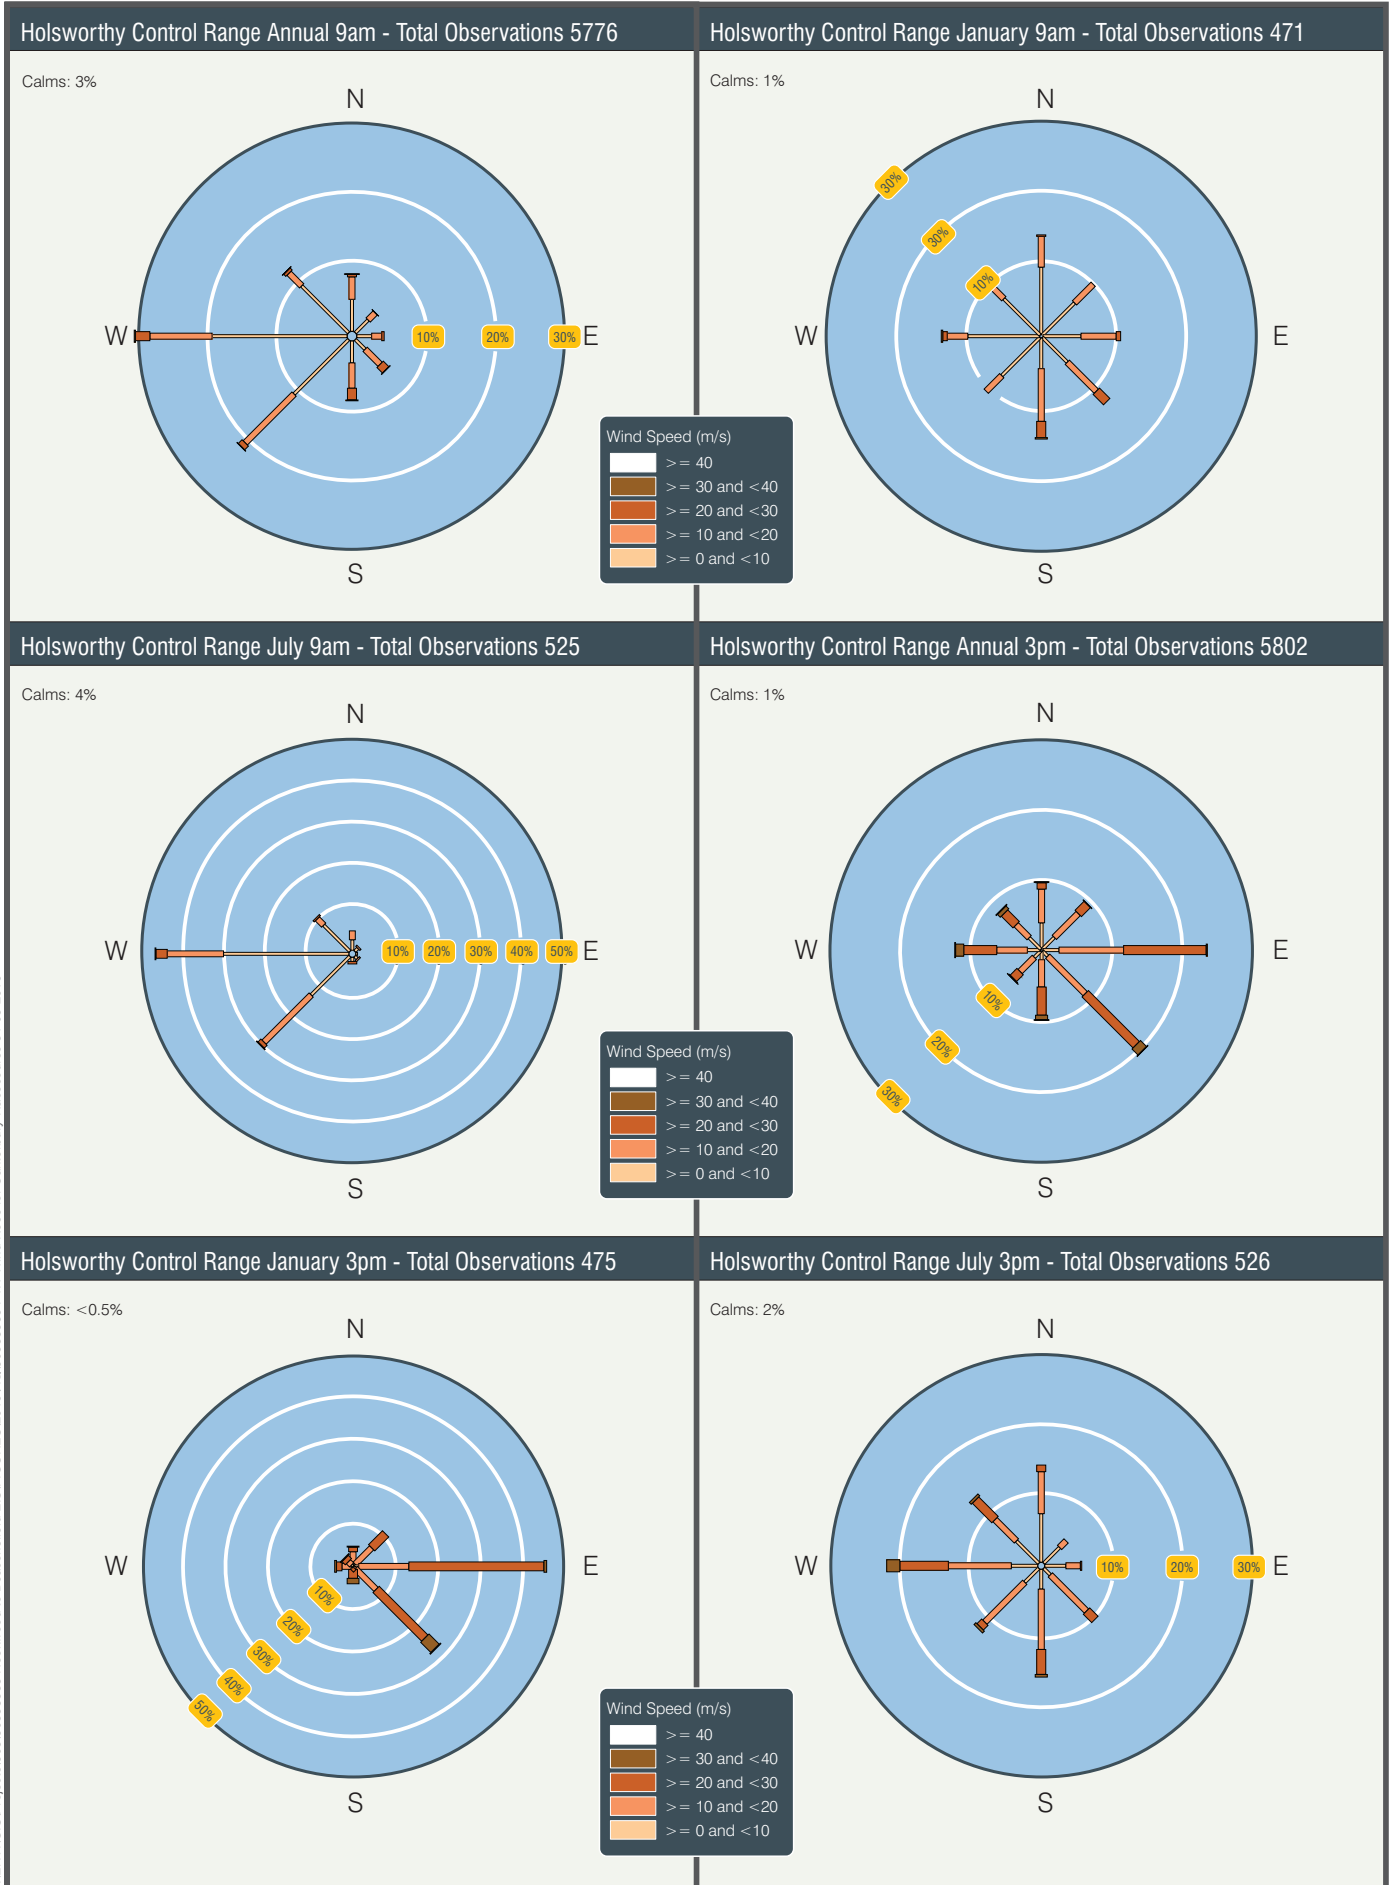 Holsworthy Control Range Annual 9am - Total Observations 5776
Calms: 3%
N
W
10%
20%
30%
E
S
Holsworthy Control Range January 9am - Total Observations 471
Calms: 1%
N
30%
30%
10%
W
E
S
Wind Speed (m/s)
>= 40
>= 30 and <40
>= 20 and <30
>= 10 and <20
>= 0 and <10
Holsworthy Control Range July 9am - Total Observations 525
Calms: 4%
N
W
10%
20%
30%
40%
50%
E
S
Holsworthy Control Range Annual 3pm - Total Observations 5802
Calms: 1%
N
W
E
10%
20%
30%
S
Wind Speed (m/s)
>= 40
>= 30 and <40
>= 20 and <30
>= 10 and <20
>= 0 and <10
Holsworthy Control Range January 3pm - Total Observations 475
Calms: <0.5%
N
W
E
10%
20%
30%
40%
50%
S
Holsworthy Control Range July 3pm - Total Observations 526
Calms: 2%
N
W
10%
20%
30%
E
S
Wind Speed (m/s)
>= 40
>= 30 and <40
>= 20 and <30
>= 10 and <20
>= 0 and <10